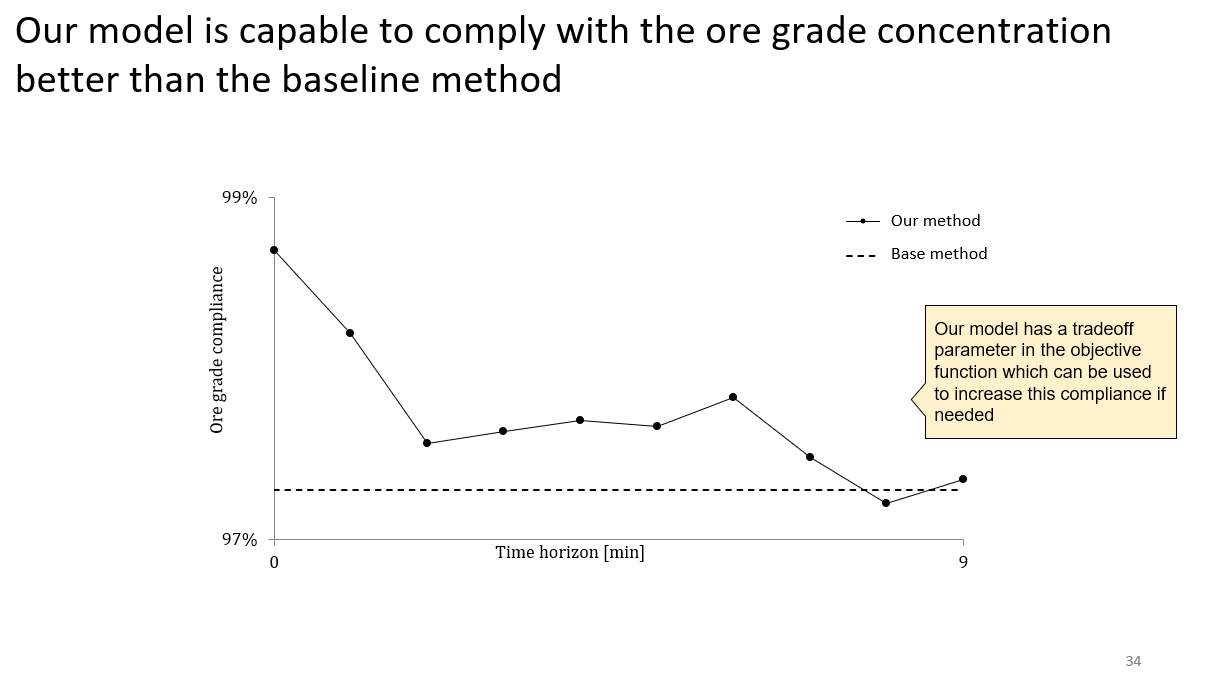 Our model is capable to comply with the ore grade concentration
better than the baseline method
99%
Our method
Base method
Ore grade compliance
Our model has a tradeoff
parameter in the objective
function which can be used
to increase this compliance if
needed
97%
Time horizon [min]
0
9
34